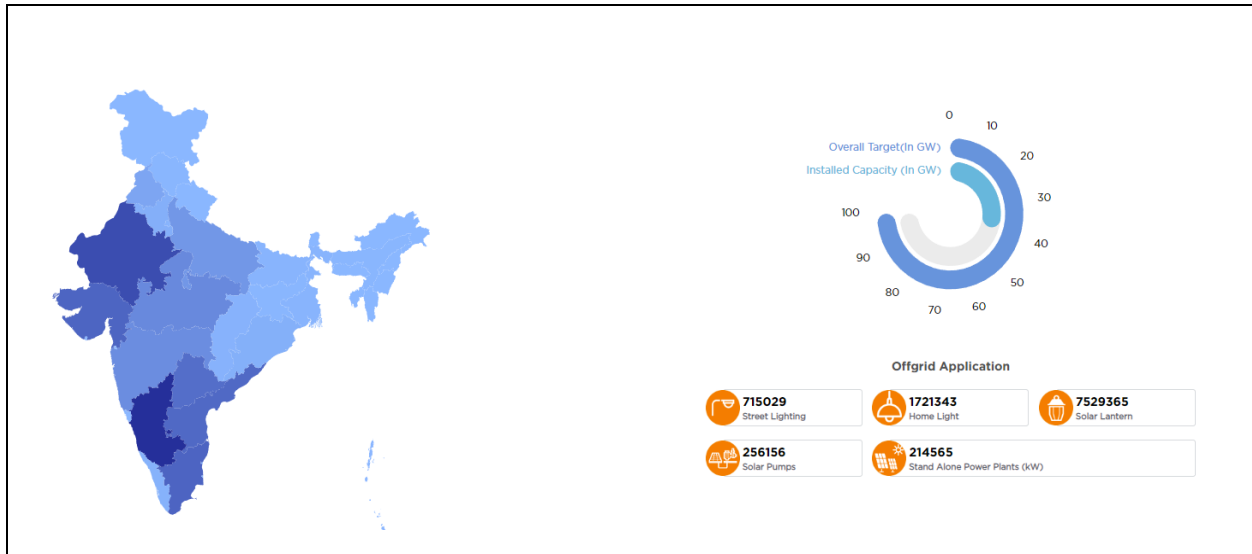 0
10
Overall Target(In GW)
20
Installed Capacity (In GW)
30
100
40
90
50
80
60
70
Offgrid Application
715029
Street Lighting
1721343
Home Light
7529365
Solar Lantern
256156
Solar Pumps
214565
Stand Alone Power Plants (kW)